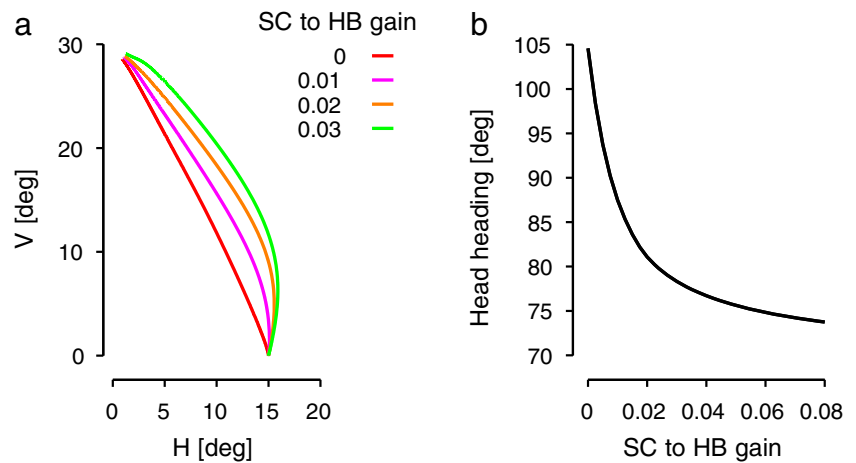 a
SC to HB gain
0
0.01
0.02
0.03
30
20
10
0
V [deg]
0 5 10 15 20
H [deg]
b
105
100
95
90
85
80
75
70
Head heading [deg]
0 0.02 0.04 0.06 0.08
SC to HB gain